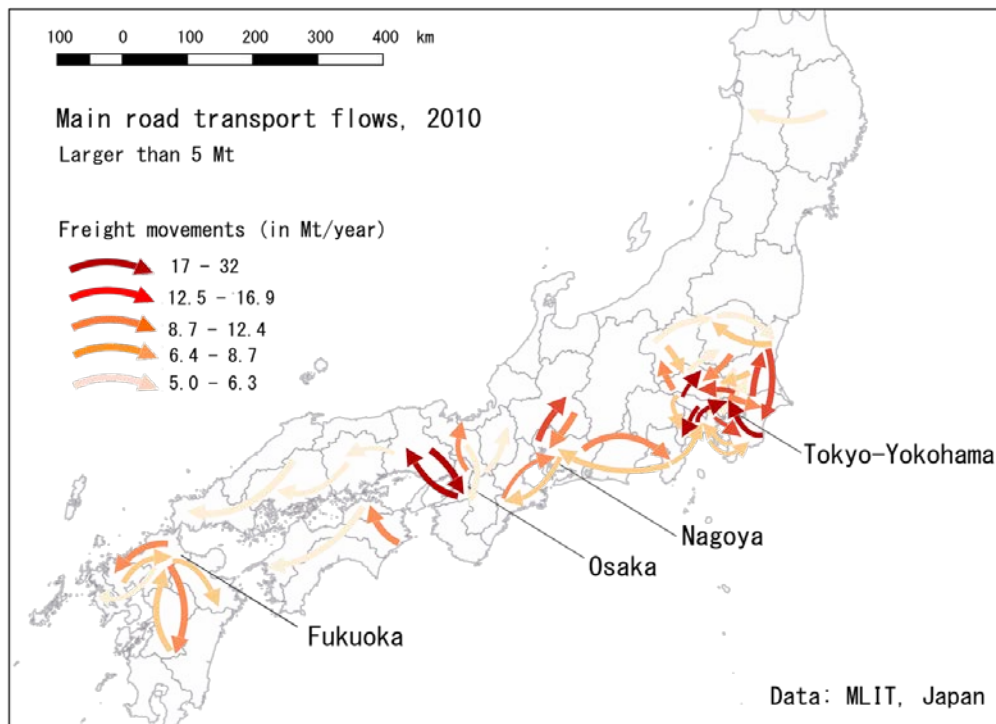 100 0 100 200 300 400 km
Main road transport flows, 2010
Larger than 5 Mt
Freight movements (in Mt/year)
17 - 32
12.5 - 16.9
8.7 - 12.4
6.4 - 8.7
5.0 - 6.3
Tokyo-Yokohama
Nagoya
Osaka
Fukuoka
Data: MLIT, Japan